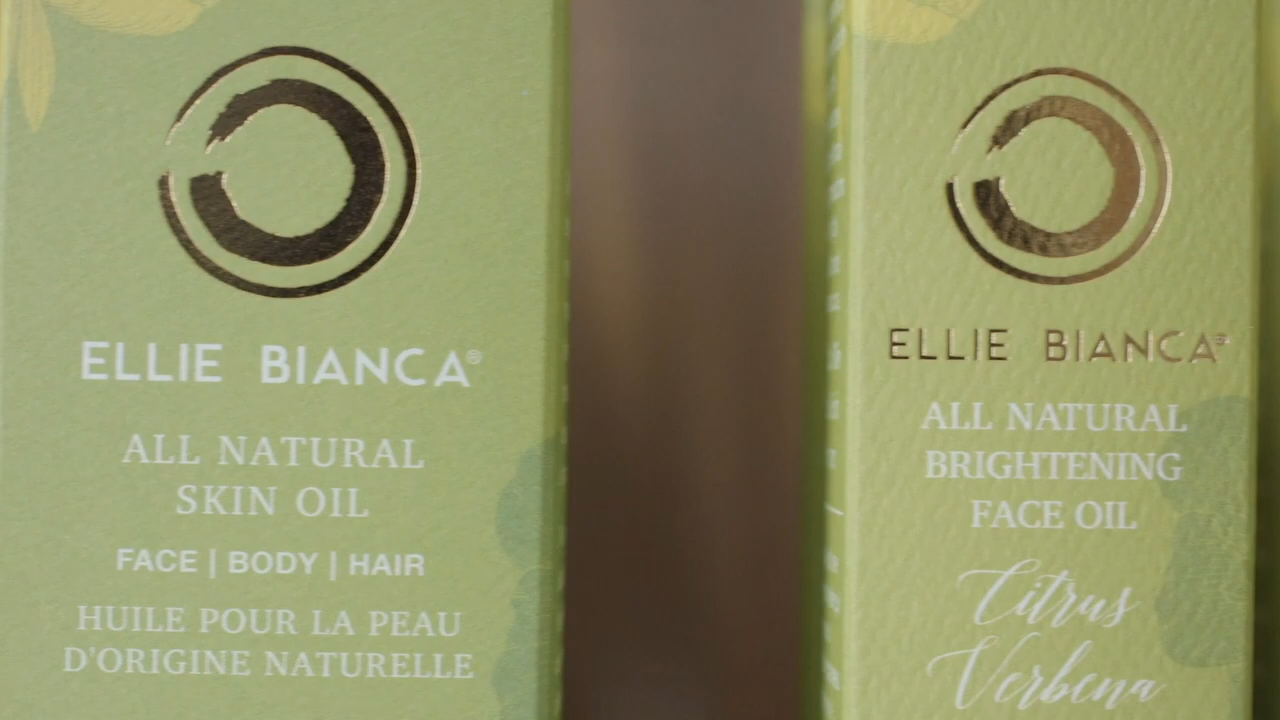 ELLIE BIANCA®
ALL NATURAL
SKIN OIL
FACE | BODY | HAIR
HUILE POUR LA PEAU
D'ORIGINE NATURELLE
ELLIE BIANCA®
ALL NATURAL
BRIGHTENING
FACE OIL
Citrus
Verbena